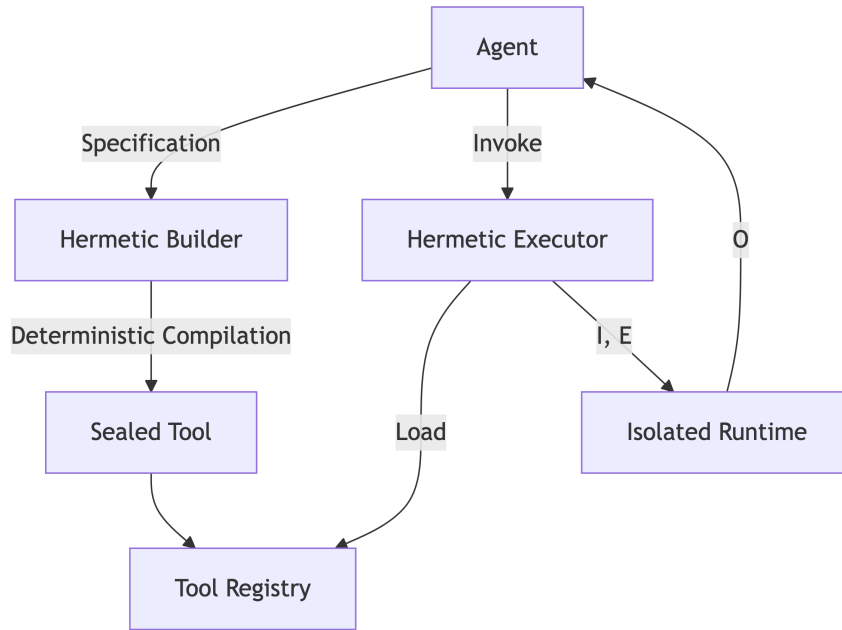 Agent
Specification
Invoke
Hermetic Builder
Hermetic Executor
O
Deterministic Compilation
I, E
Sealed Tool
Load
Isolated Runtime
Tool Registry